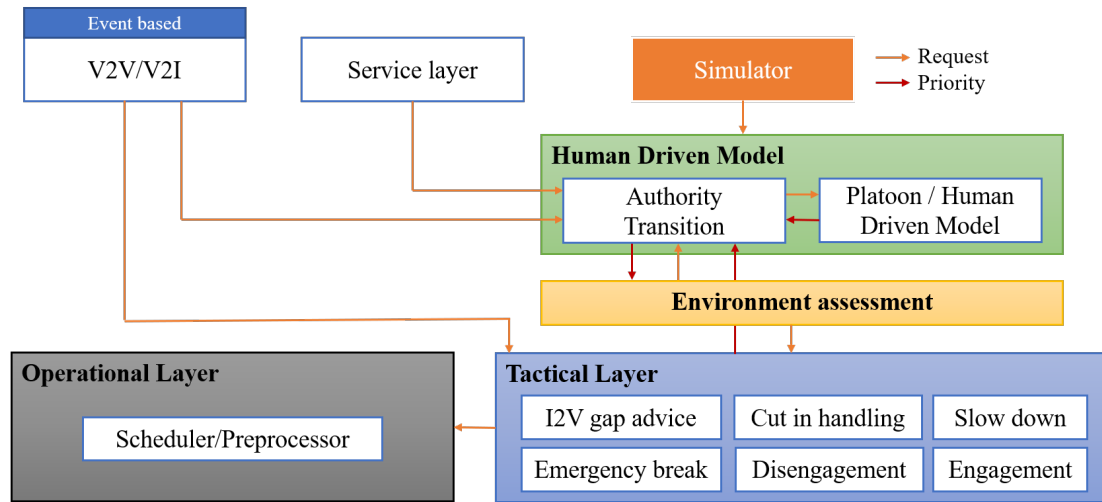 Event based
V2V/V2I
Service layer
Simulator
Request
Priority
Human Driven Model
Authority
Transition
Platoon / Human
Driven Model
Environment assessment
Operational Layer
Scheduler/Preprocessor
Tactical Layer
I2V gap advice
Cut in handling
Slow down
Emergency break
Disengagement
Engagement